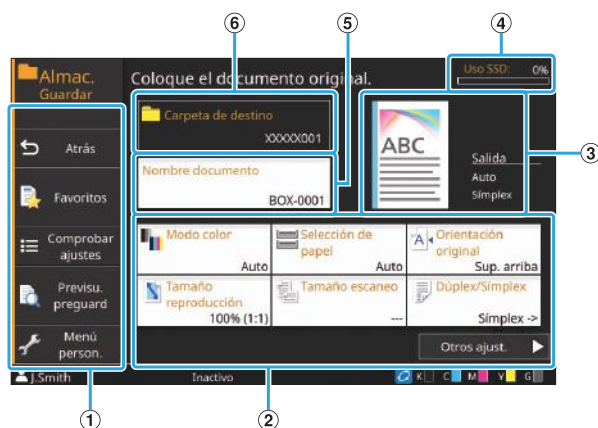 ⑥
⑤
④
Almac.
Guardar
Coloque el documento original.
Uso SSD: 0%
Carpeta de destino
XXXXX001
ABC
Salida
Auto
Símplex
③
Atrás
Nombre documento
BOX-0001
Favoritos
Comprobar
ajustes
Previsu.
preguard
Menú
person.
Modo color
Auto
Selección de
papel
Auto
A
Orientación
original
Sup. arriba
Tamaño
reproducción
100% (1:1)
Tamaño escaneo
---
Dúplex/Símplex
Símplex ->
Otros ajust.
J.Smith
Inactivo
K C M Y G
①
②